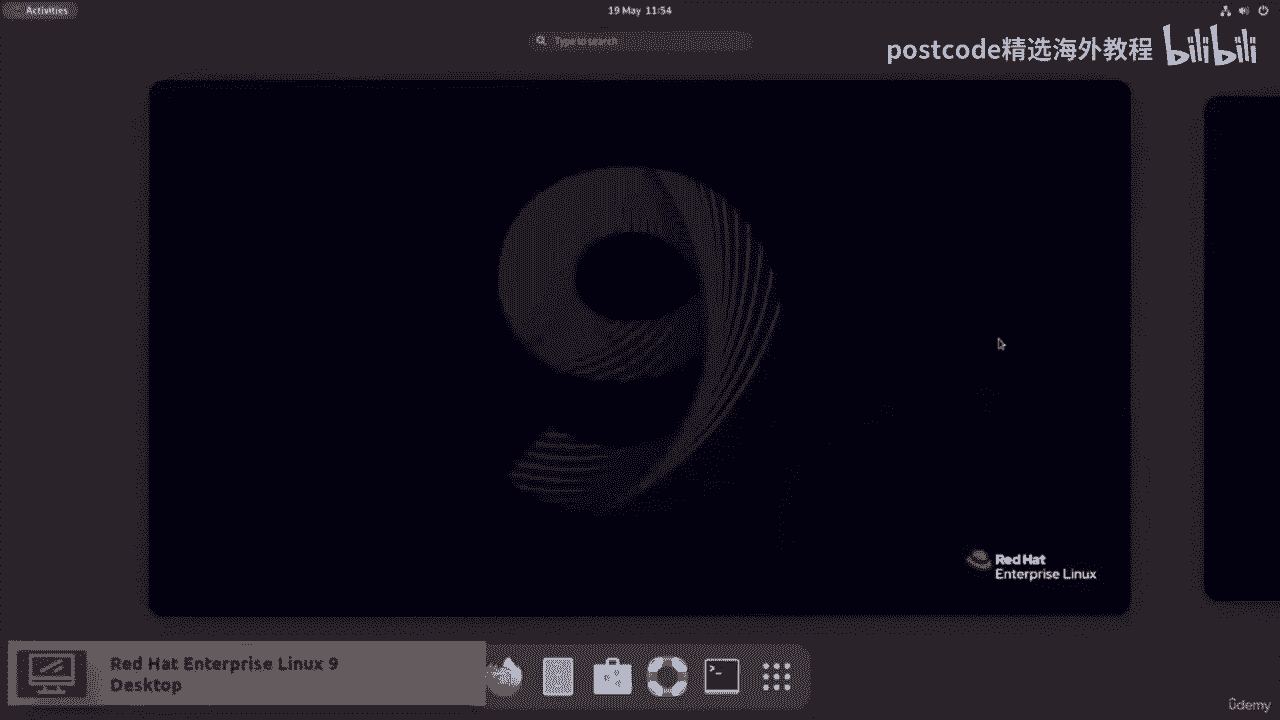 Activities
19 May 11:54
Type to search
postcode精选海外教程 bilibili
Red Hat
Enterprise Linux
Red Hat Enterprise Linux 9
Desktop
>_
ûdemy